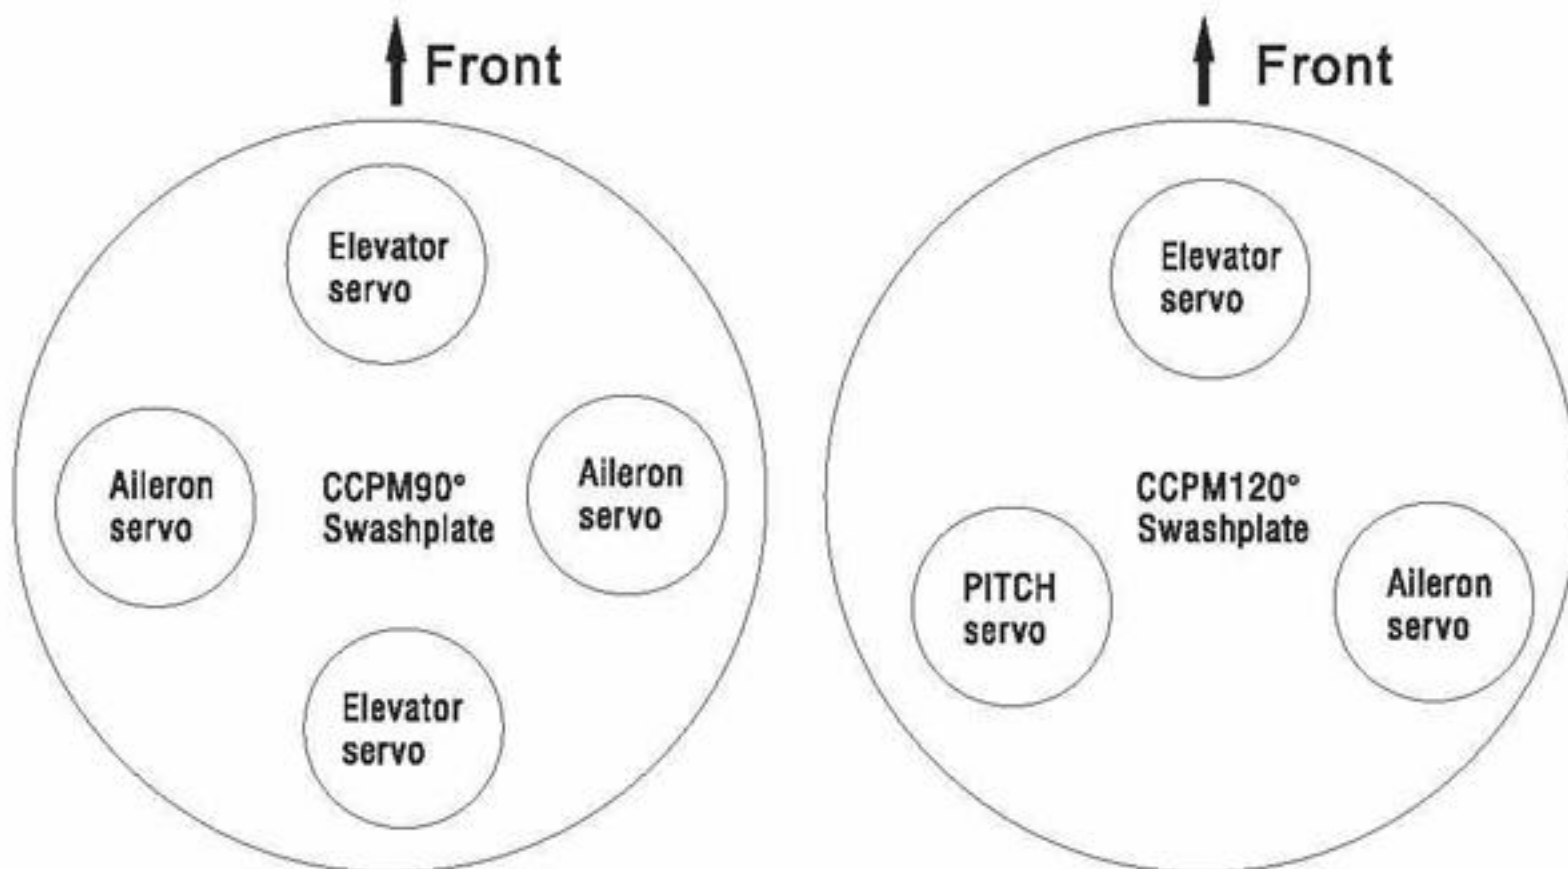 Front
Elevator
servo
Aileron
servo
CCPM90°
Swashplate
Aileron
servo
Elevator
servo
Front
Elevator
servo
CCPM120°
Swashplate
PITCH
servo
Aileron
servo